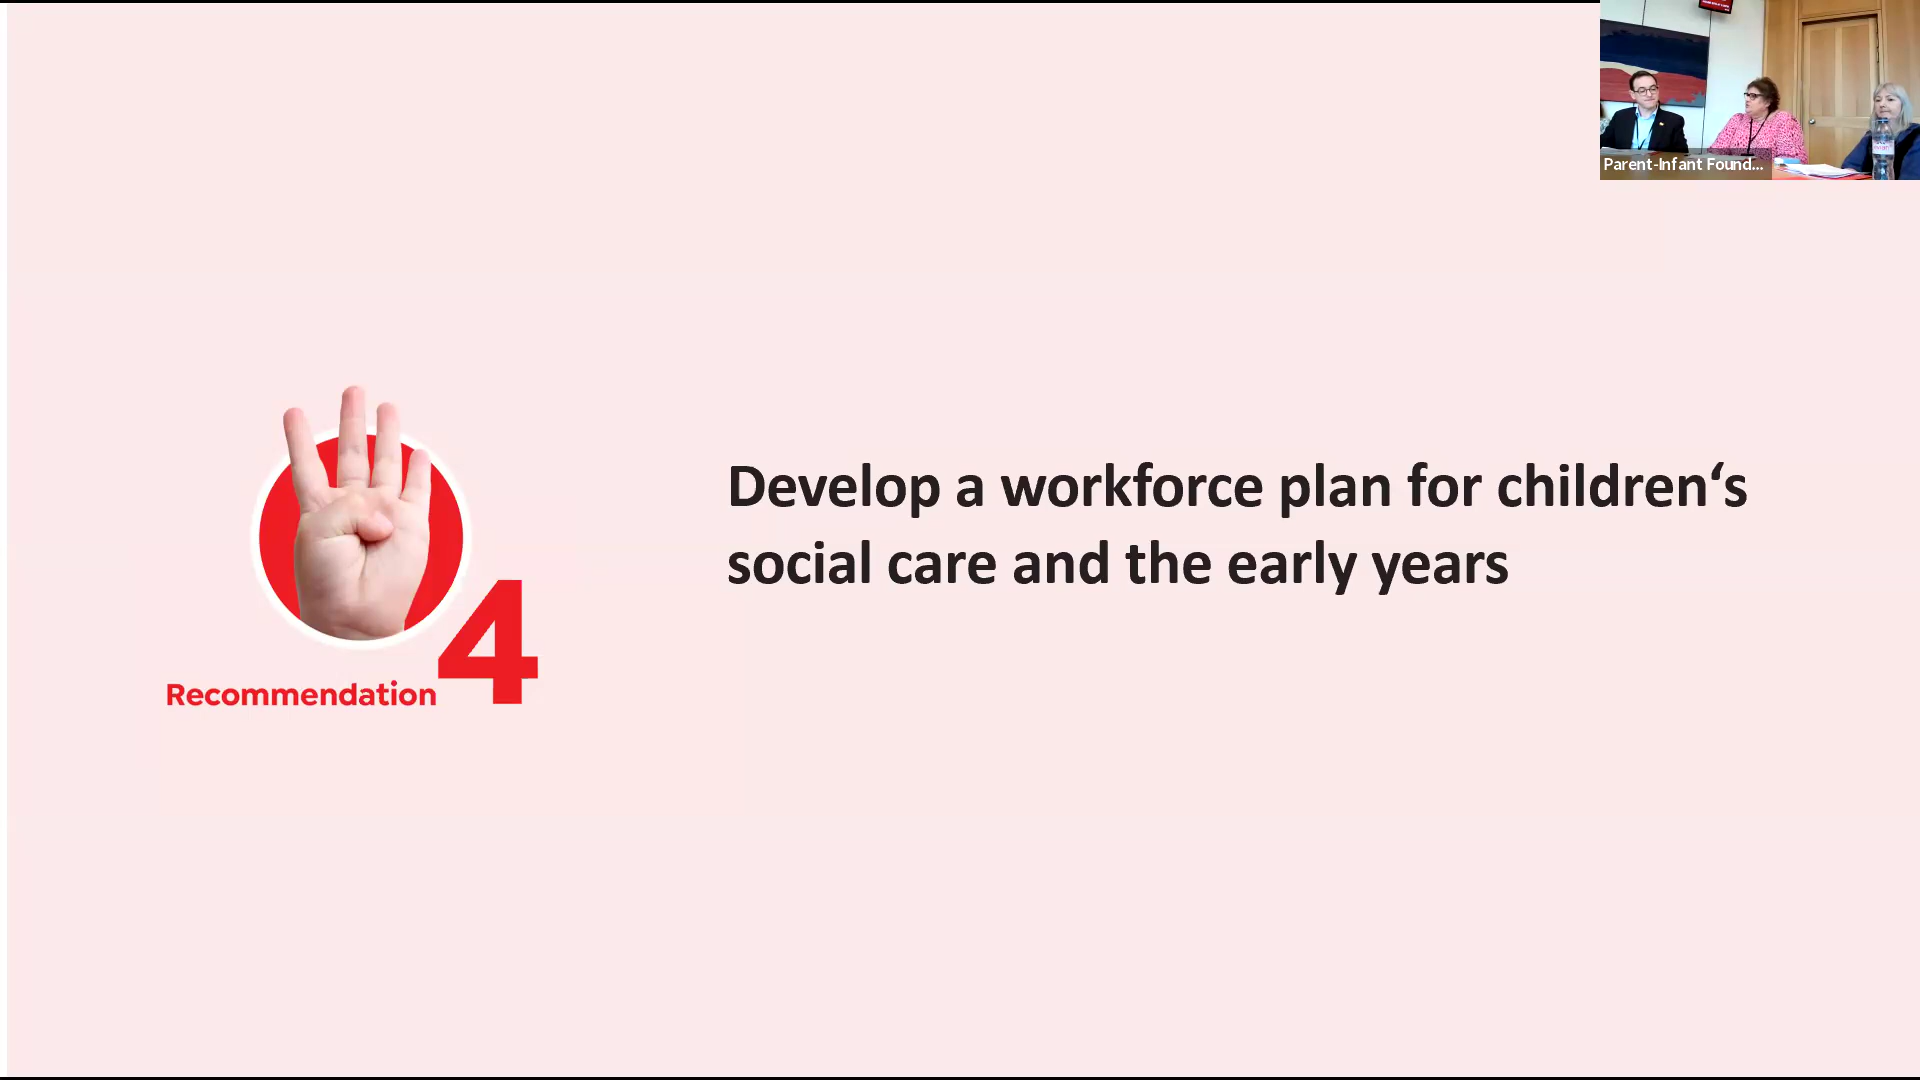 Parent-Infant Found...
Develop a workforce plan for children‘s
social care and the early years
Recommendation 4